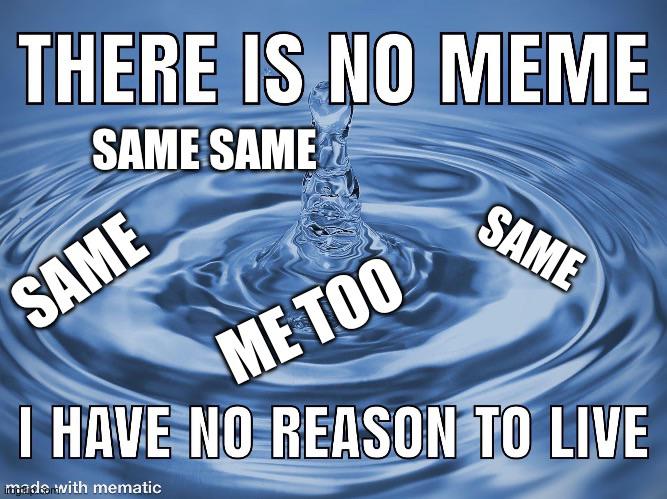 THERE IS NO MEME
SAME SAME
SAME
SAME
ME TOO
I HAVE NO REASON TO LIVE
made with mematic